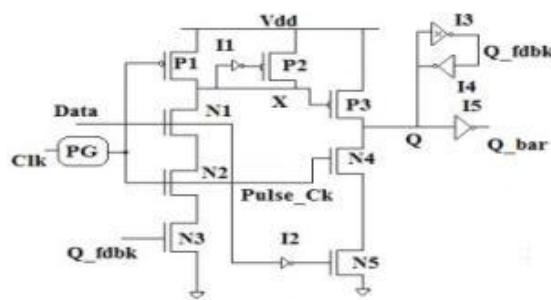 Vdd
I3
I1
P1
P2
Q_fdbk
I4
P3
I5
Data
N1
X
Q
Q_bar
Clk
PG
N2
N4
Pulse_Ck
Q_fdbk
N3
I2
N5